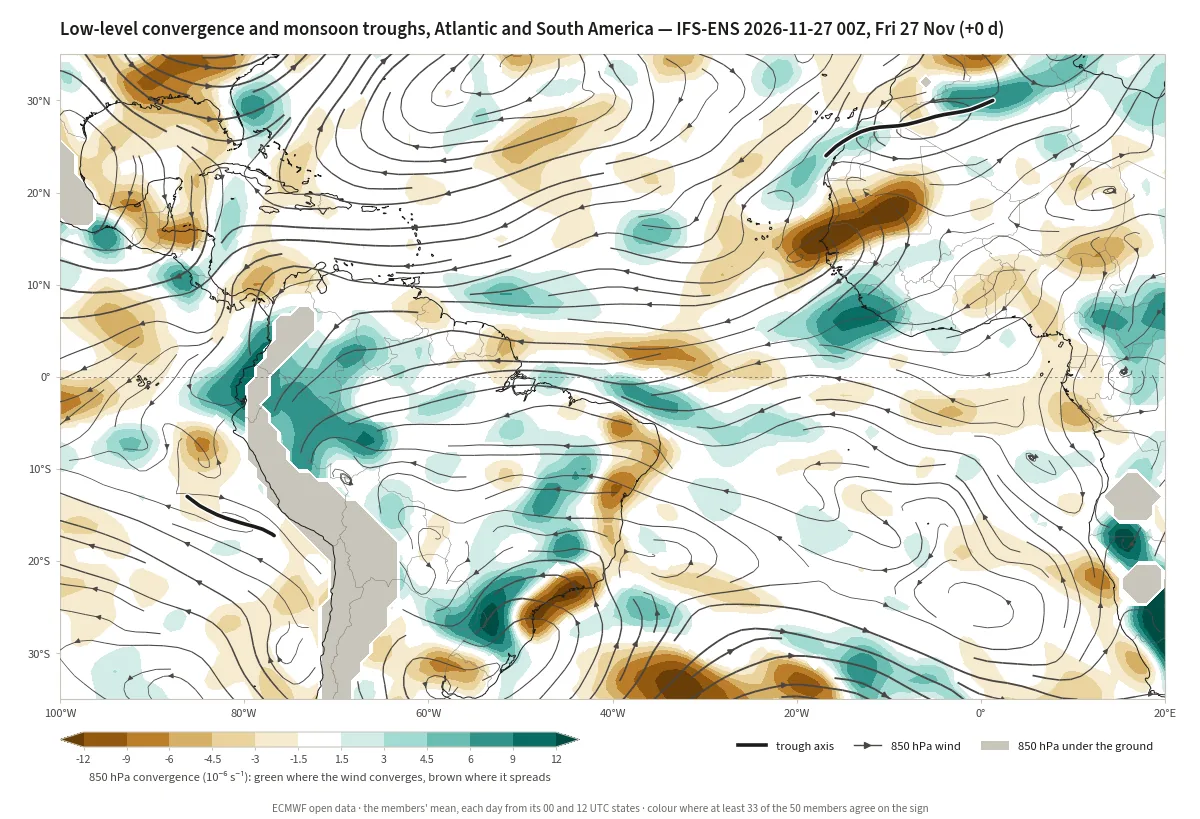 Low-level convergence and monsoon troughs, Atlantic and South America — IFS-ENS 2026-11-27 00Z, Fri 27 Nov (+0 d)
30°N
20°N
10°N
0°
10°S
20°S
30°S
100°W 80°W 60°W 40°W 20°W 0° 20°E
-12 -9 -6 -4.5 -3 -1.5 1.5 3 4.5 6 9 12
850 hPa convergence (10⁻⁶ s⁻¹): green where the wind converges, brown where it spreads
trough axis 850 hPa wind 850 hPa under the ground
ECMWF open data · the members' mean, each day from its 00 and 12 UTC states · colour where at least 33 of the 50 members agree on the sign